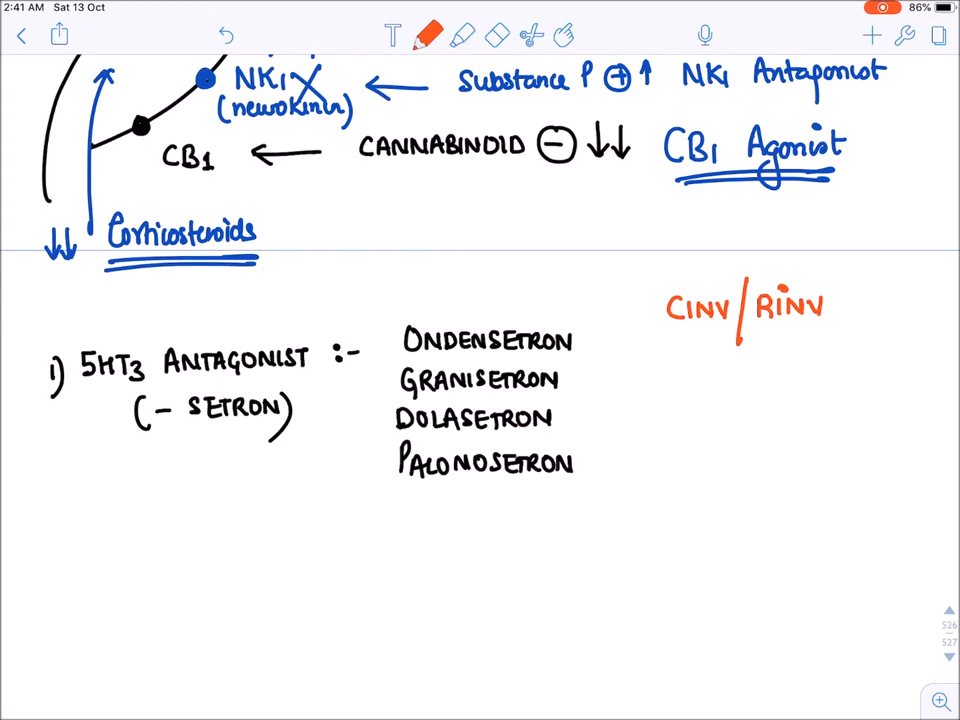 2:41 AM Sat 13 Oct 86%
NK1 ← Substance P ⊕ ↑ NK1 Antagonist
(neurokinin)
CB1 ← CANNABINOID ⊖ ↓↓ CB1 Agonist
↓↓ Corticosteroids
CINV/RINV
1) 5HT3 ANTAGONIST :- ONDENSETRON
(- SETRON) GRANISETRON
DOLASETRON
PALONOSETRON
526
527